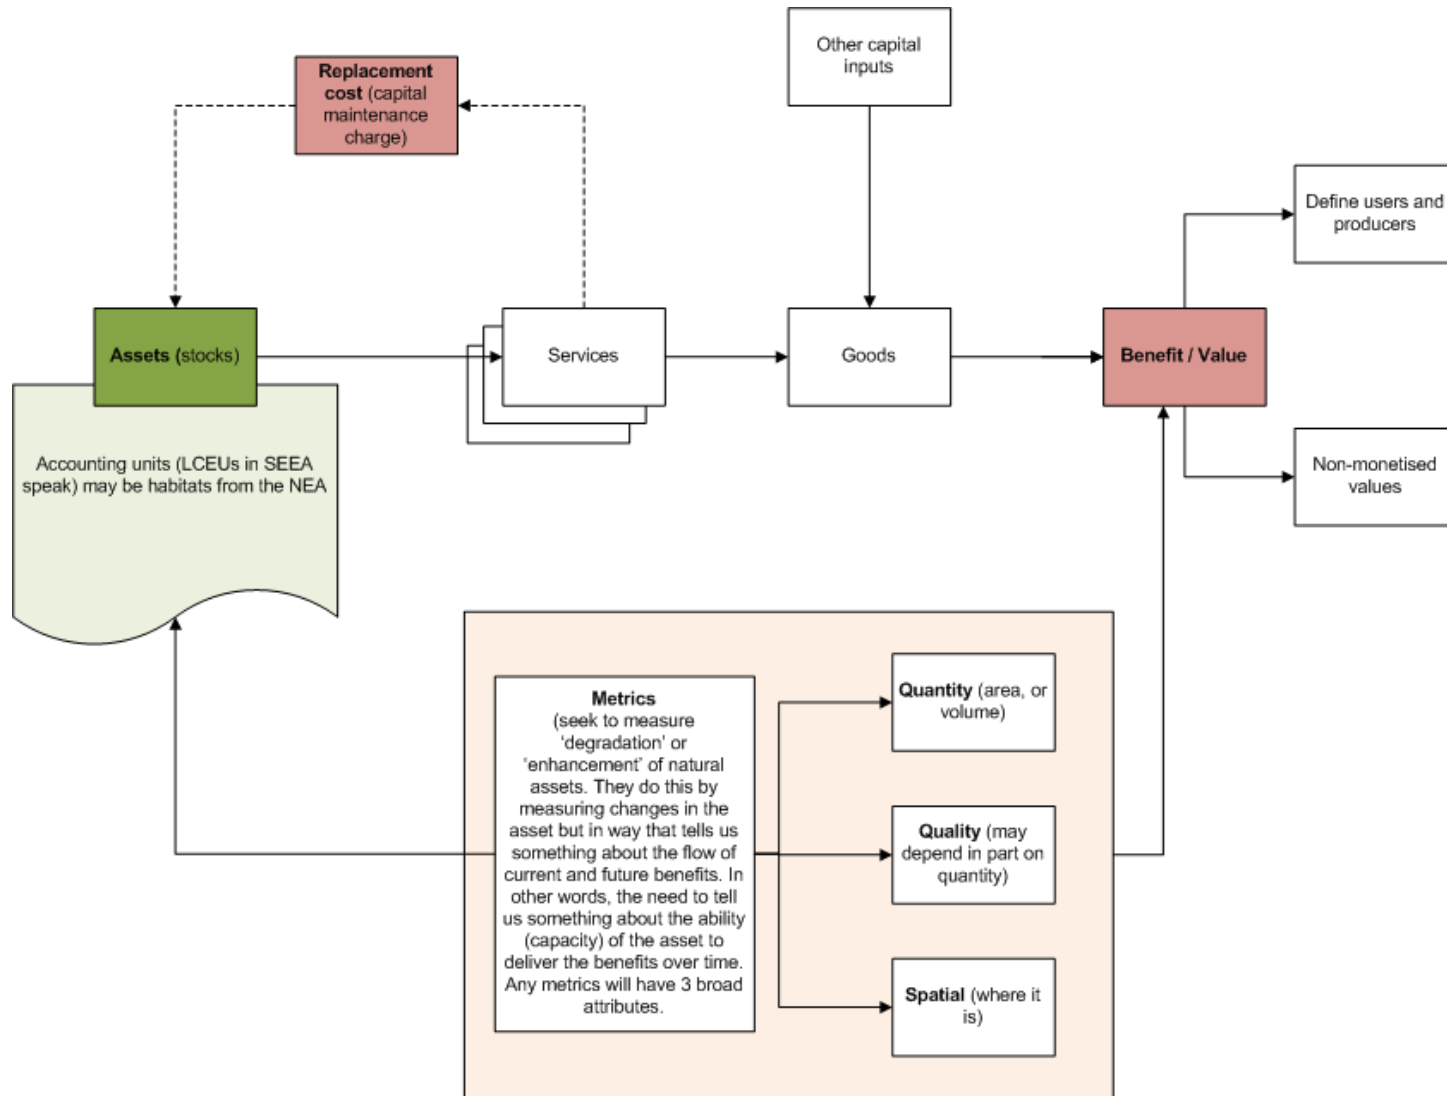 Other capital
inputs
Replacement
cost (capital
maintenance
charge)
Define users and
producers
Assets (stocks)
Services
Goods
Benefit / Value
Accounting units (LCEUs in SEEA
speak) may be habitats from the NEA
Non-monetised
values
Metrics
(seek to measure
‘degradation’ or
‘enhancement’ of natural
assets. They do this by
measuring changes in the
asset but in way that tells us
something about the flow of
current and future benefits. In
other words, the need to tell
us something about the ability
(capacity) of the asset to
deliver the benefits over time.
Any metrics will have 3 broad
attributes.
Quantity (area, or
volume)
Quality (may
depend in part on
quantity)
Spatial (where it
is)